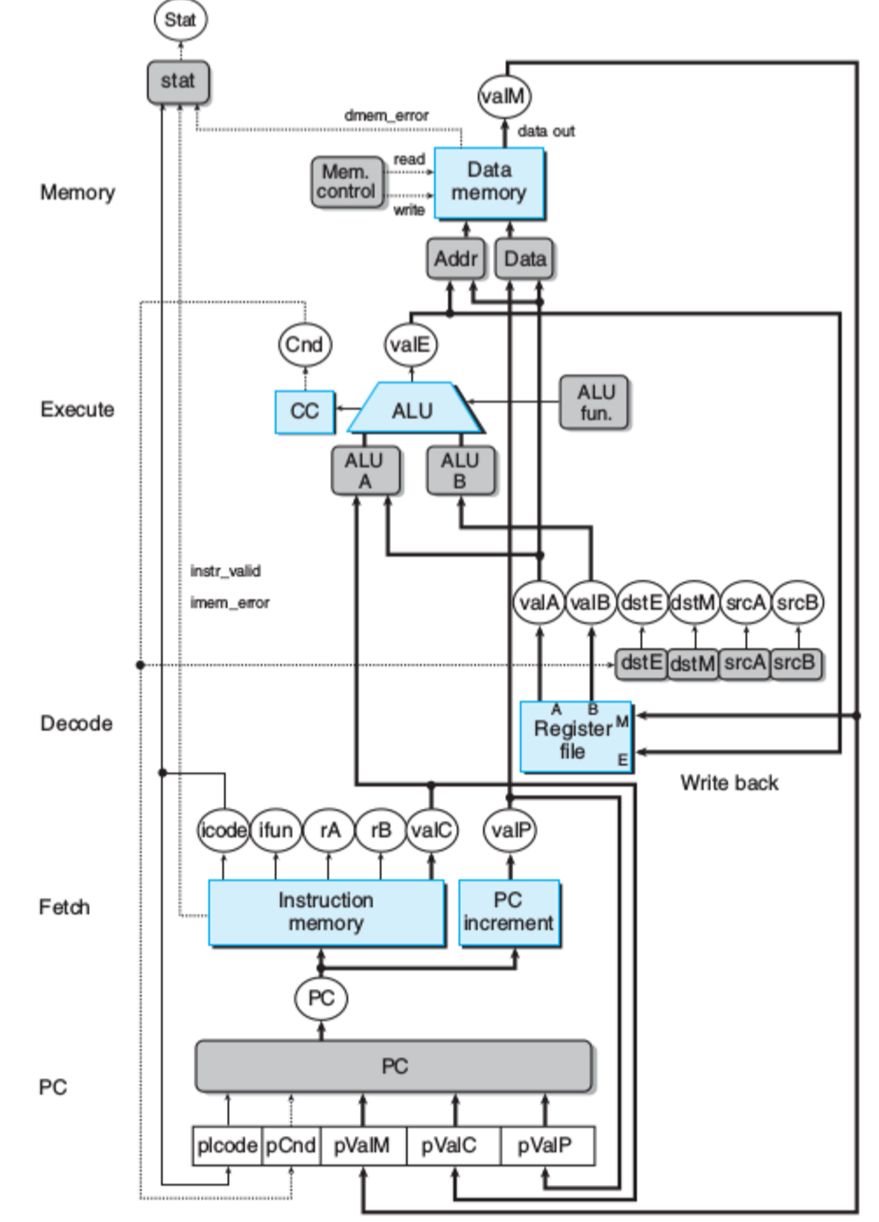 Stat
stat
valM
dmem_error
data out
read
Mem.
control
write
Data
memory
Memory
Addr
Data
Cnd
valE
Execute
CC
ALU
ALU
fun.
ALU
A
ALU
B
instr_valid
imem_error
valA
valB
dstE
dstM
srcA
srcB
dstE
dstM
srcA
srcB
Decode
A
B
M
Register
file
E
Write back
icode
ifun
rA
rB
valC
valP
Fetch
Instruction
memory
PC
increment
PC
PC
PC
pIcode
pCnd
pValM
pValC
pValP